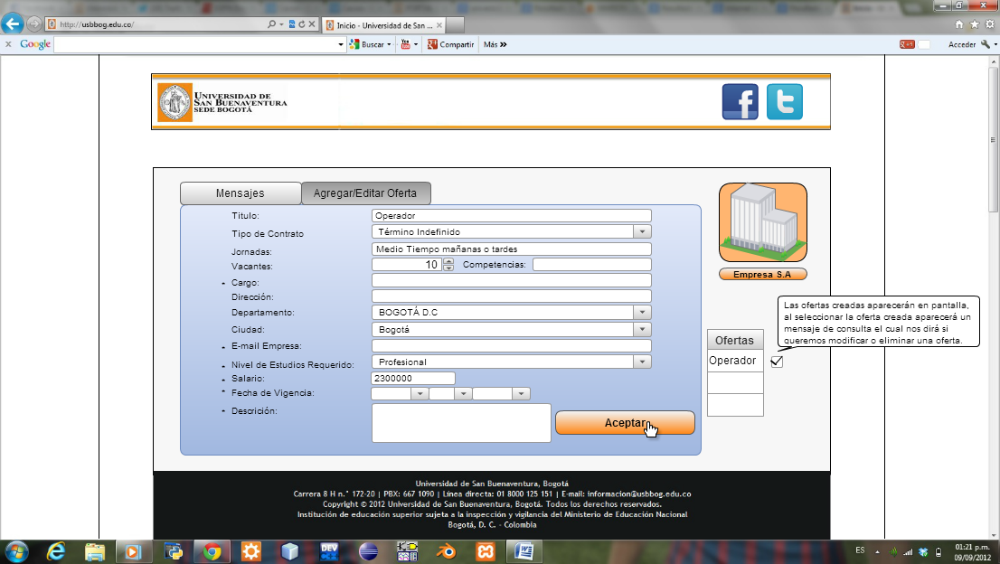 http://usbbog.edu.co/
Inicio - Universidad de San ...
Google
Buscar
Compartir
Más »
Acceder
UNIVERSIDAD DE
SAN BUENAVENTURA
SEDE BOGOTÁ
Mensajes
Agregar/Editar Oferta
Título: Operador
Tipo de Contrato Término Indefinido
Jornadas: Medio Tiempo mañanas o tardes
Vacantes: 10 Competencias:
Cargo:
Dirección:
Departamento: BOGOTÁ D.C
Ciudad: Bogotá
E-mail Empresa:
Nivel de Estudios Requerido: Profesional
Salario: 2300000
Fecha de Vigencia:
Descrición:
Aceptar
Empresa S.A
Las ofertas creadas aparecerán en pantalla,
al seleccionar la oferta creada aparecerá un
mensaje de consulta el cual nos dirá si
queremos modificar o eliminar una oferta.
Ofertas
Operador
Universidad de San Buenaventura, Bogotá
Carrera 8 H n.° 172-20 | PBX: 667 1090 | Línea directa: 01 8000 125 151 | E-mail: informacion@usbbog.edu.co
Copyright © 2012 Universidad de San Buenaventura, Bogotá. Todos los derechos reservados.
Institución de educación superior sujeta a la inspección y vigilancia del Ministerio de Educación Nacional
Bogotá, D. C. - Colombia
DEV
ES
01:21 p.m.
09/09/2012